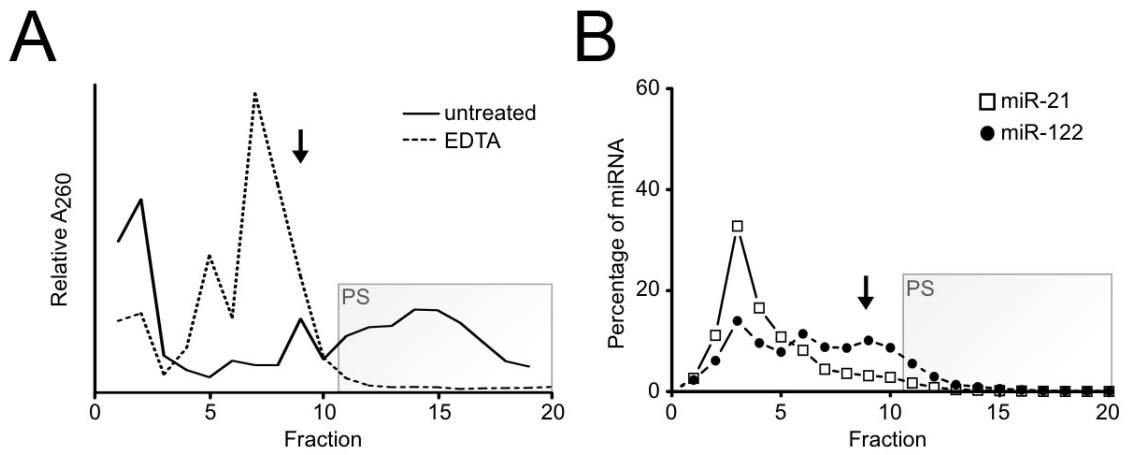 A
Relative A260
untreated
EDTA
PS
0 5 10 15 20
Fraction
B
Percentage of miRNA
60
40
20
0
miR-21
miR-122
PS
0 5 10 15 20
Fraction